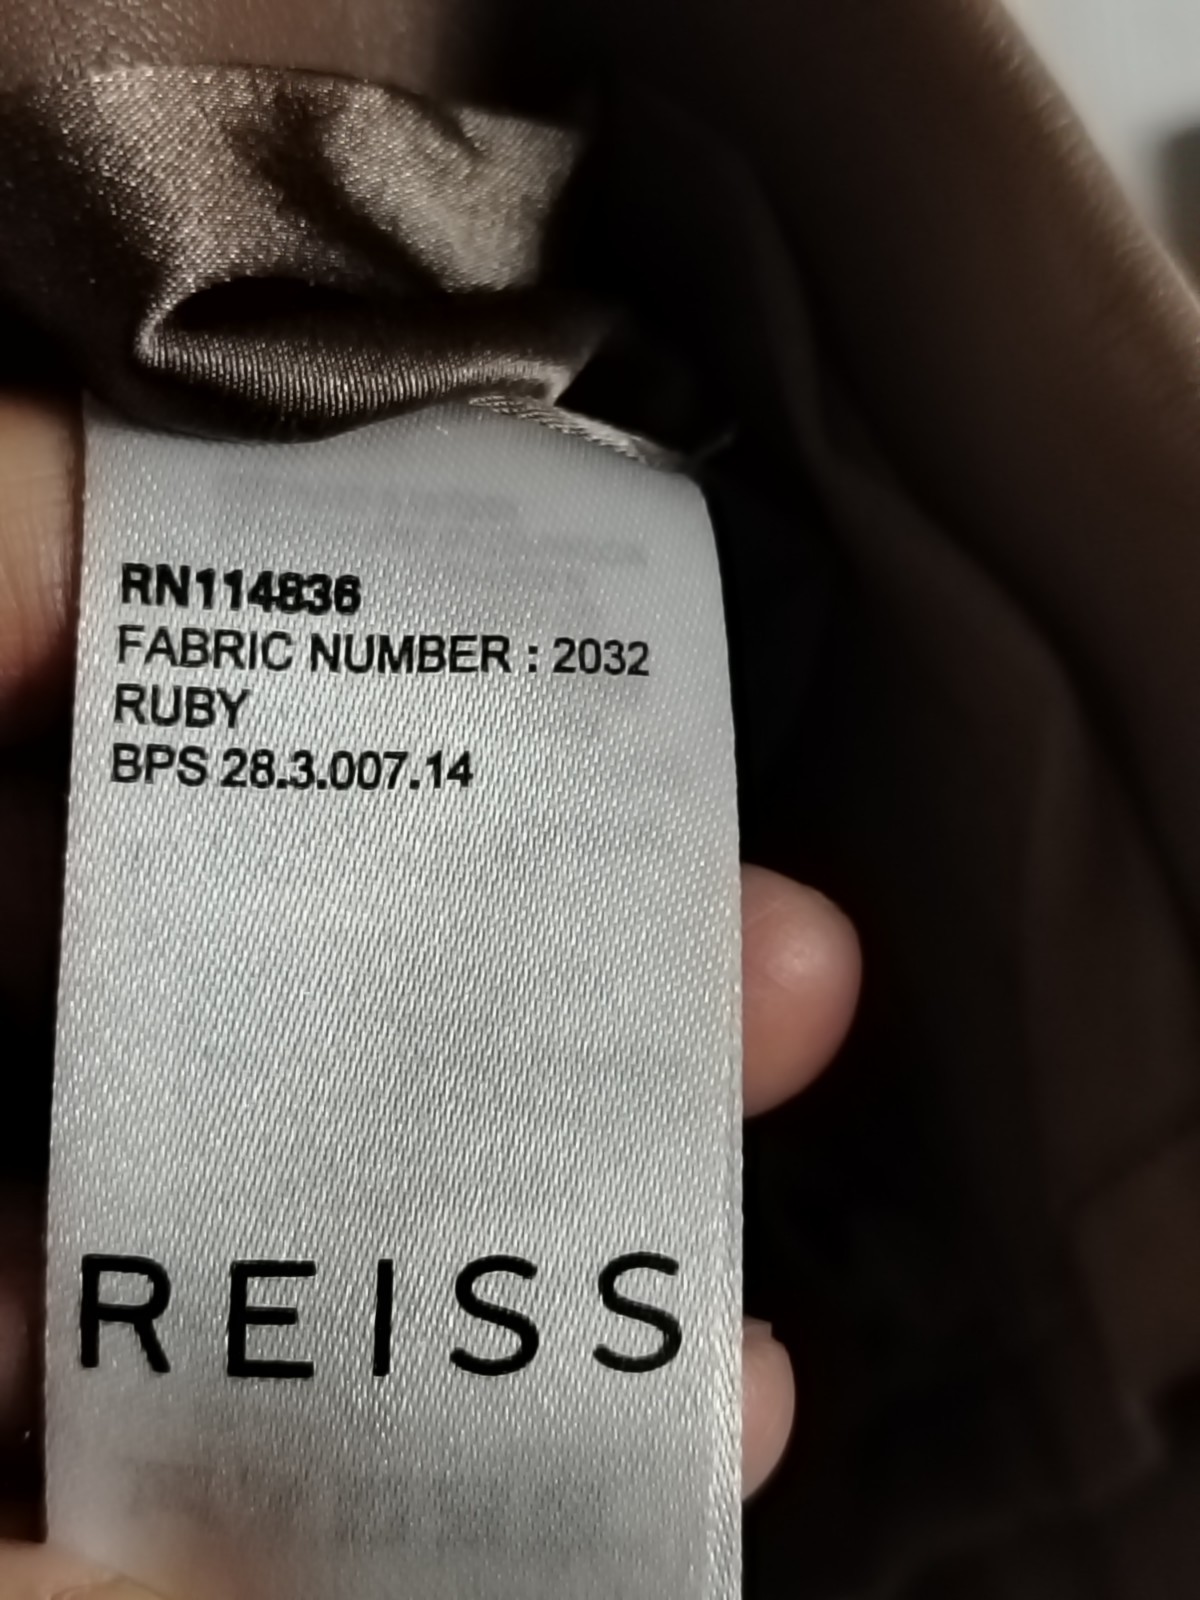 RN114836
FABRIC NUMBER : 2032
RUBY
BPS 28.3.007.14
REISS